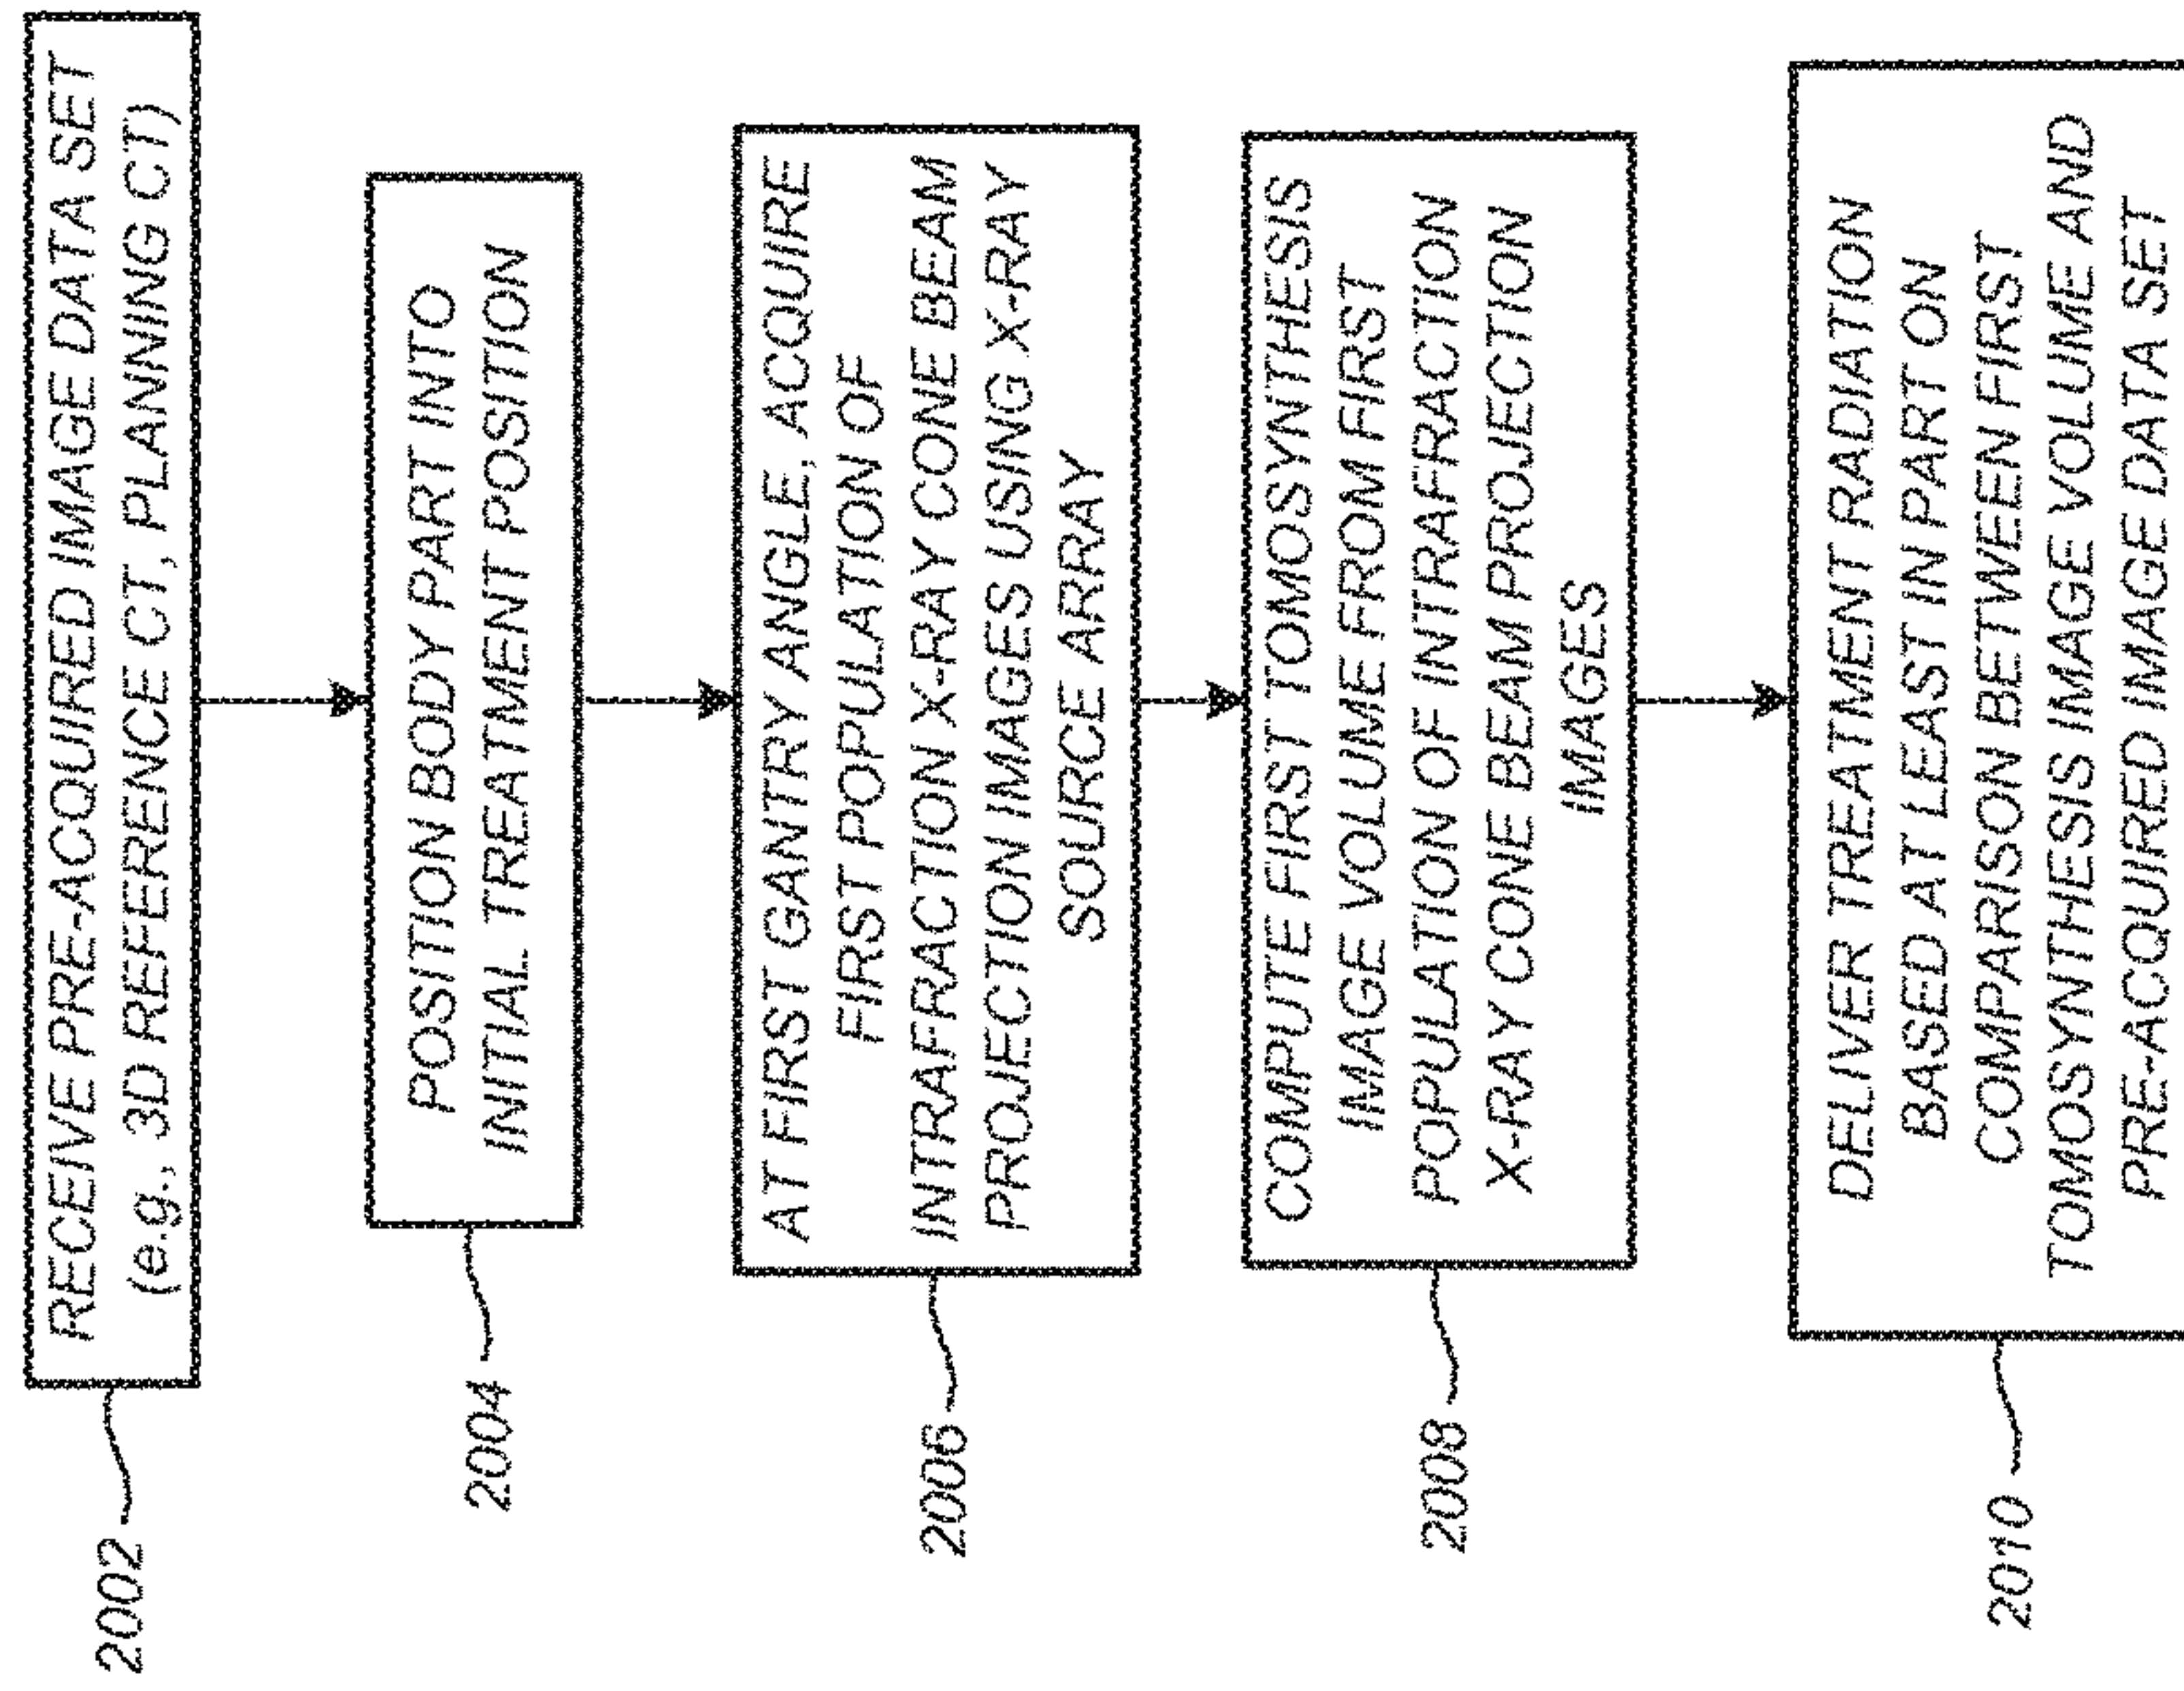 RECEIVE PRE-ACQUIRED IMAGE DATA SET
(e.g., 3D REFERENCE CT, PLANNING CT)
2002
POSITION BODY PART INTO
INITIAL TREATMENT POSITION
2004
AT FIRST GANTRY ANGLE, ACQUIRE
FIRST POPULATION OF
INTRAFRACTION X-RAY CONE BEAM
PROJECTION IMAGES USING X-RAY
SOURCE ARRAY
2006
COMPUTE FIRST TOMOSYNTHESIS
IMAGE VOLUME FROM FIRST
POPULATION OF INTRAFRACTION
X-RAY CONE BEAM PROJECTION
IMAGES
2008
DELIVER TREATMENT RADIATION
BASED AT LEAST IN PART ON
COMPARISON BETWEEN FIRST
TOMOSYNTHESIS IMAGE VOLUME AND
PRE-ACQUIRED IMAGE DATA SET
2010